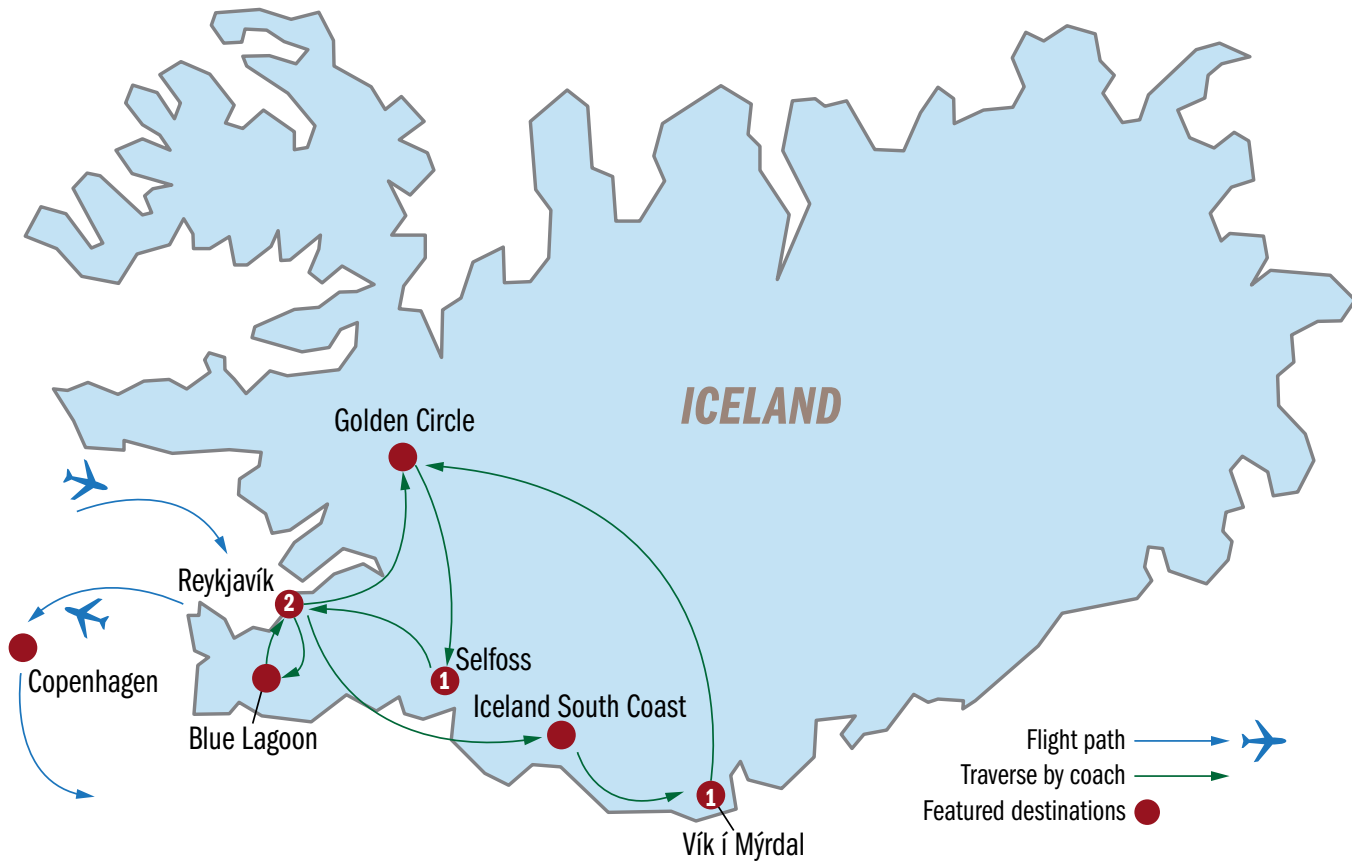 ICELAND
Golden Circle
Reykjavík
2
Copenhagen
Blue Lagoon
Selfoss
1
Iceland South Coast
1
Vík í Mýrdal
Flight path
Traverse by coach
Featured destinations